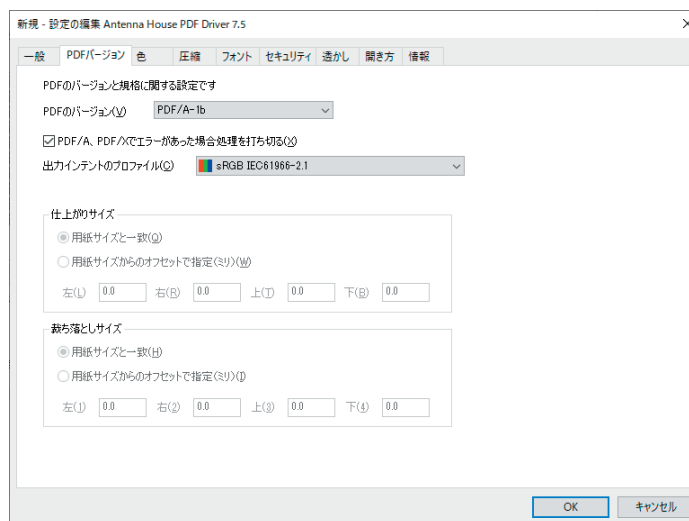 新規 - 設定の編集 Antenna House PDF Driver 7.5
一般 PDFバージョン 色 圧縮 フォント セキュリティ 透かし 開き方 情報
PDFのバージョンと規格に関する設定です
PDFのバージョン(V) PDF/A-1b
PDF/A、PDF/Xでエラーがあった場合処理を打ち切る(X)
出力インテントのプロファイル(C) sRGB IEC61966-2.1
仕上がりサイズ
用紙サイズと一致(Q)
用紙サイズからのオフセットで指定(ミリ)(W)
左(L) 0.0 右(R) 0.0 上(T) 0.0 下(B) 0.0
裁ち落としサイズ
用紙サイズと一致(H)
用紙サイズからのオフセットで指定(ミリ)(I)
左(1) 0.0 右(2) 0.0 上(3) 0.0 下(4) 0.0
OK キャンセル